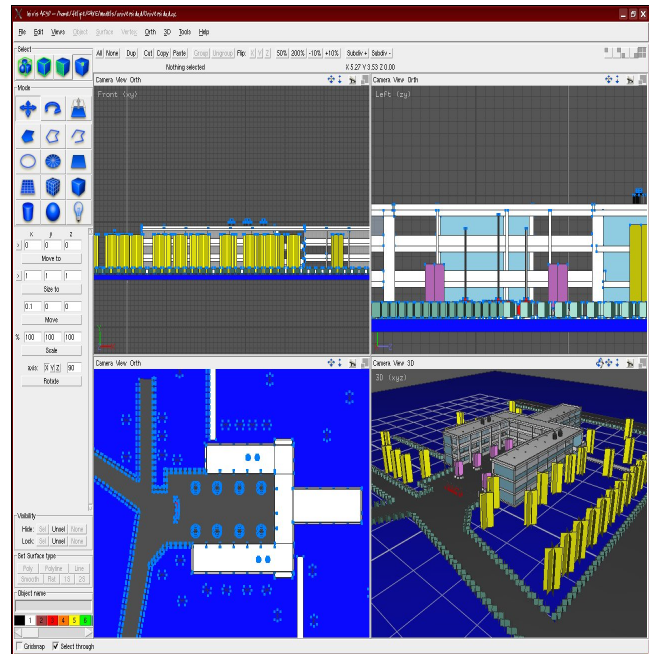 File Edit Views Object Surface Vertex Orth 3D Tools Help
Select
All None Dup Cut Copy Paste Group Ungroup Flip: X Y Z 50% 200% -10% +10% Subdiv + Subdiv -
Nothing selected
X 5.27 Y 3.53 Z 0.00
Mode
Camera View Orth
Front (xy)
Camera View Orth
Left (zy)
x y z
> 0 0 0
Move to
> 1 1 1
Size to
0.1 0 0
Move
% 100 100 100
Scale
axis: X Y Z 90
Rotate
Camera View Orth
Camera View 3D
3D (xyz)
Visibility
Hide: Sel Unsel None
Lock: Sel Unsel None
Set Surface type
Poly Polyline Line
Smooth Flat 1S 2S
Object name
1 2 3 4 5 6
Gridsnap Select through